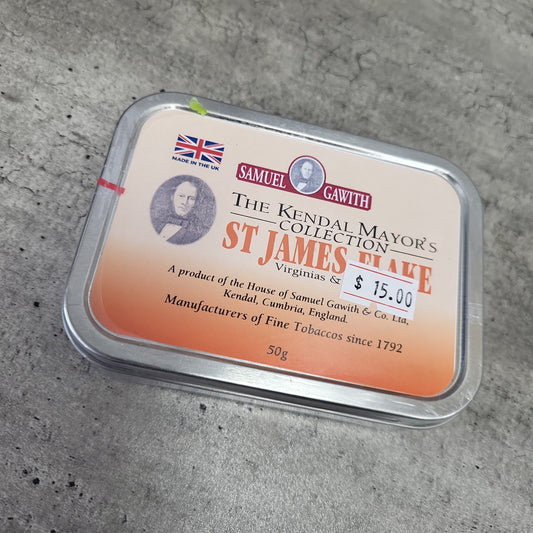 MADE IN THE UK
SAMUEL
GAWITH
THE KENDAL MAYOR'S
COLLECTION
ST JAMES FLAKE
Virginias &
$ 15.00
A product of the House of Samuel Gawith & Co. Ltd,
Kendal, Cumbria, England.
Manufacturers of Fine Tobaccos since 1792
50g